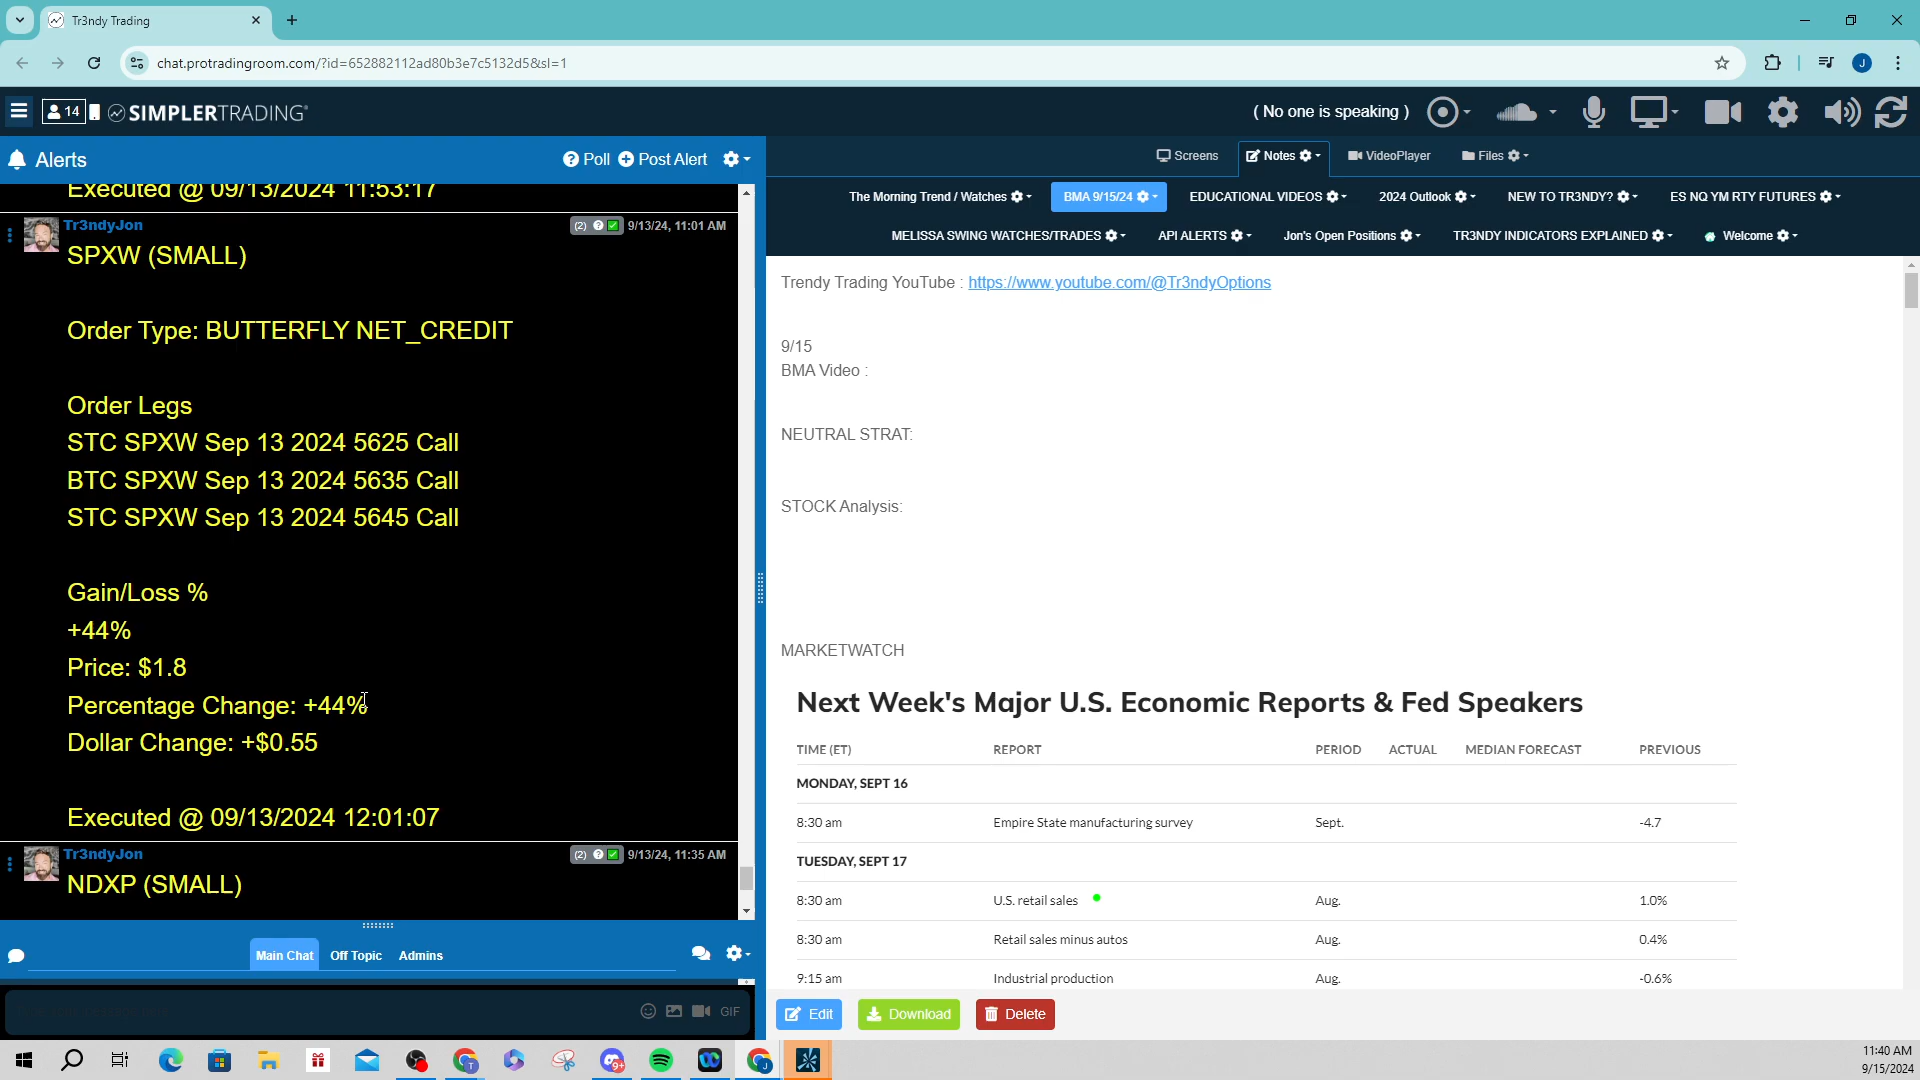 Tr3ndy Trading
chat.protradingroom.com/?id=652882112ad80b3e7c5132d5&sl=1
J
14
SIMPLERTRADING
( No one is speaking )
Alerts
Poll
Post Alert
Executed @ 09/13/2024 11:53:17
Tr3ndyJon
(2)
9/13/24, 11:01 AM
SPXW (SMALL)
Order Type: BUTTERFLY NET_CREDIT
Order Legs
STC SPXW Sep 13 2024 5625 Call
BTC SPXW Sep 13 2024 5635 Call
STC SPXW Sep 13 2024 5645 Call
Gain/Loss %
+44%
Price: $1.8
Percentage Change: +44%
Dollar Change: +$0.55
Executed @ 09/13/2024 12:01:07
Tr3ndyJon
(2)
9/13/24, 11:35 AM
NDXP (SMALL)
Main Chat
Off Topic
Admins
GIF
Screens
Notes
VideoPlayer
Files
The Morning Trend / Watches
BMA 9/15/24
EDUCATIONAL VIDEOS
2024 Outlook
NEW TO TR3NDY?
ES NQ YM RTY FUTURES
MELISSA SWING WATCHES/TRADES
API ALERTS
Jon's Open Positions
TR3NDY INDICATORS EXPLAINED
Welcome
Trendy Trading YouTube : https://www.youtube.com/@Tr3ndyOptions
9/15
BMA Video :
NEUTRAL STRAT:
STOCK Analysis:
MARKETWATCH
Next Week's Major U.S. Economic Reports & Fed Speakers
TIME (ET) REPORT PERIOD ACTUAL MEDIAN FORECAST PREVIOUS
MONDAY, SEPT 16
8:30 am Empire State manufacturing survey Sept. -4.7
TUESDAY, SEPT 17
8:30 am U.S. retail sales Aug. 1.0%
8:30 am Retail sales minus autos Aug. 0.4%
9:15 am Industrial production Aug. -0.6%
Edit
Download
Delete
T
9+
J
11:40 AM
9/15/2024